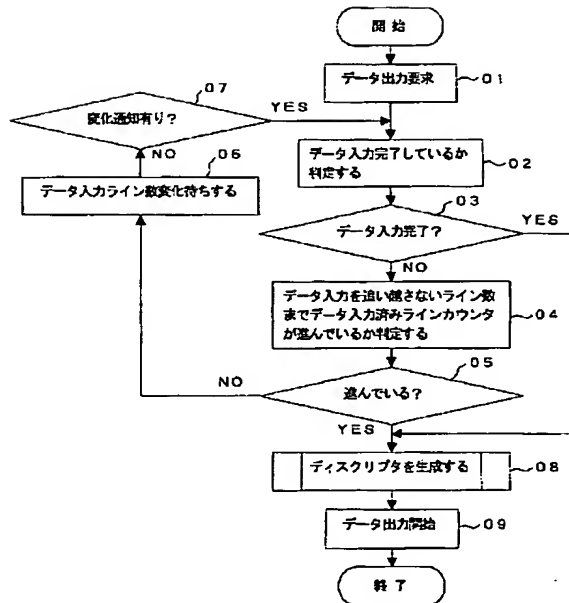 開 始
データ出力要求
01
07
変化通知有り？
YES
NO
06
データ入力ライン数変化待ちする
データ入力完了しているか
判定する
02
03
データ入力完了？
YES
NO
データ入力を追い越さないライン数
までデータ入力済みラインカウンタ
が進んでいるか判定する
04
05
NO
進んでいる？
YES
ディスクリプタを生成する
08
データ出力開始
09
終 了